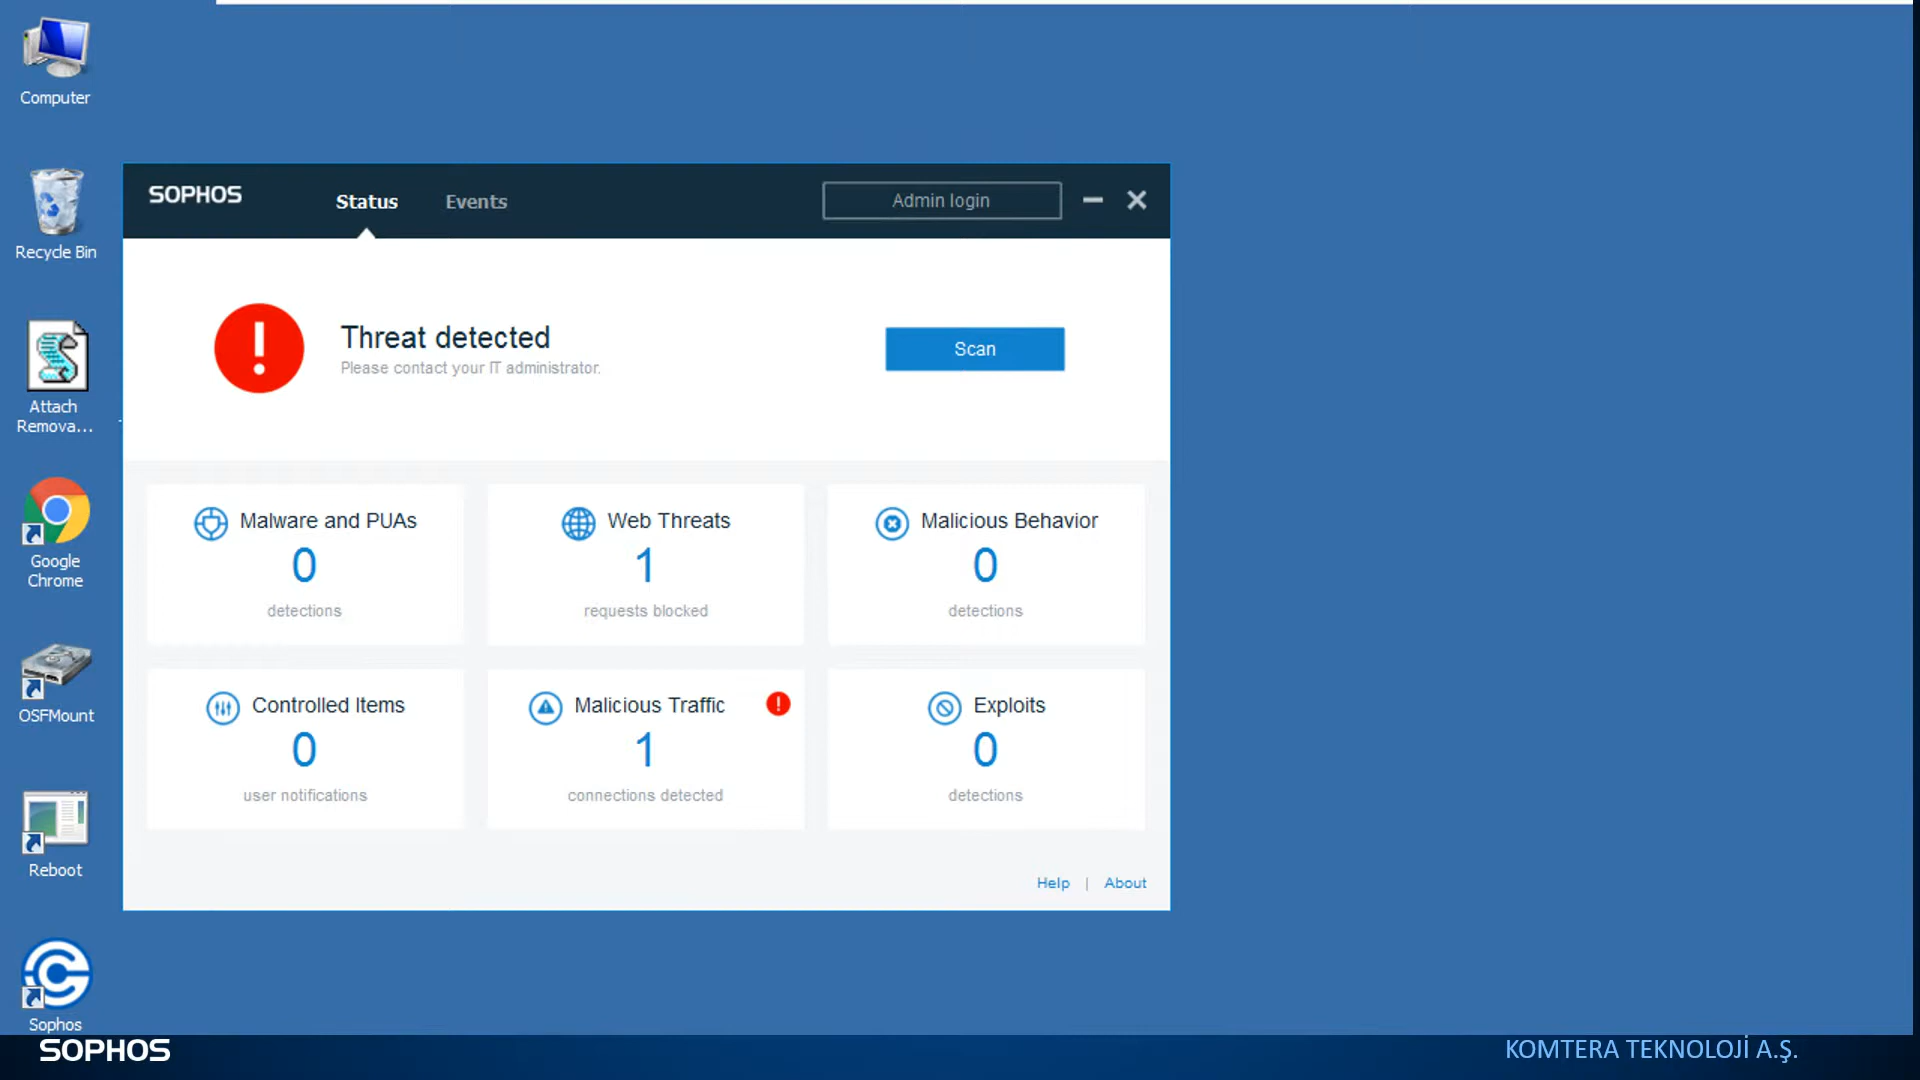 Computer
Recycle Bin
Attach
Remova...
Google
Chrome
OSFMount
Reboot
Sophos
SOPHOS
Status
Events
Admin login
Threat detected
Please contact your IT administrator.
Scan
Malware and PUAs
0
detections
Web Threats
1
requests blocked
Malicious Behavior
0
detections
Controlled Items
0
user notifications
Malicious Traffic
1
connections detected
Exploits
0
detections
Help | About
SOPHOS
KOMTERA TEKNOLOJİ A.Ş.